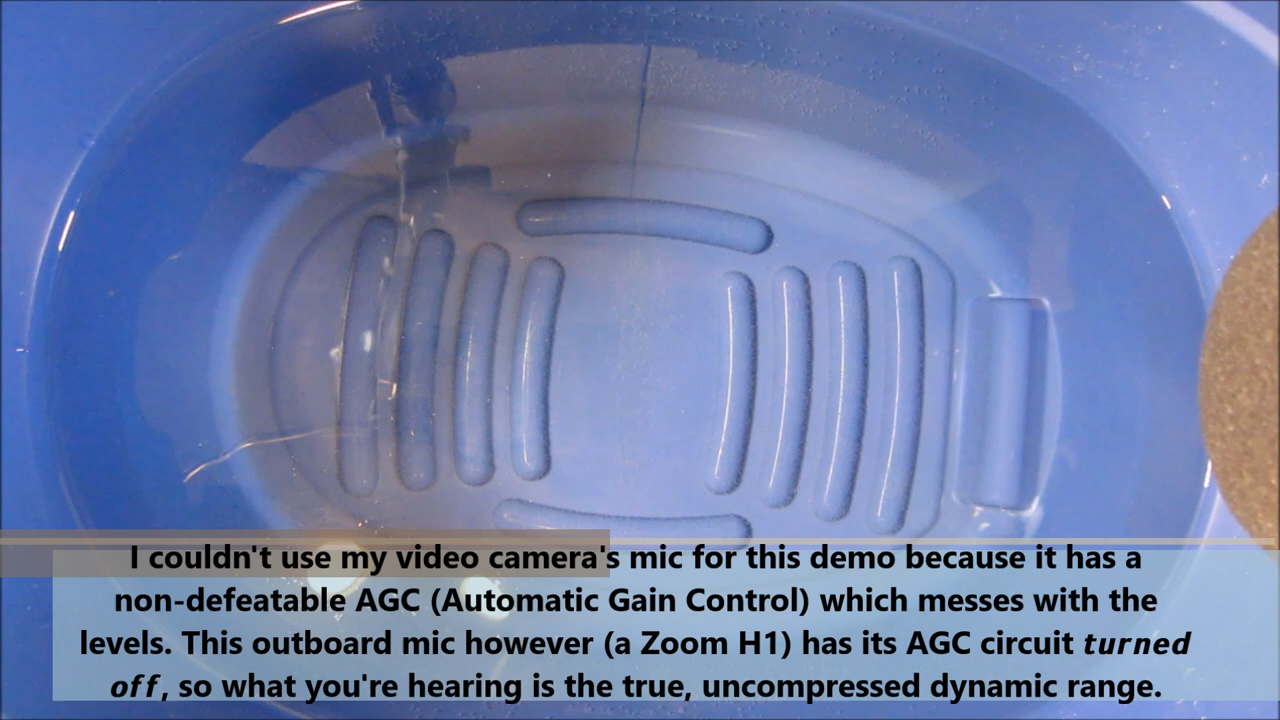 I couldn't use my video camera's mic for this demo because it has a
non-defeatable AGC (Automatic Gain Control) which messes with the
levels. This outboard mic however (a Zoom H1) has its AGC circuit turned
off, so what you're hearing is the true, uncompressed dynamic range.